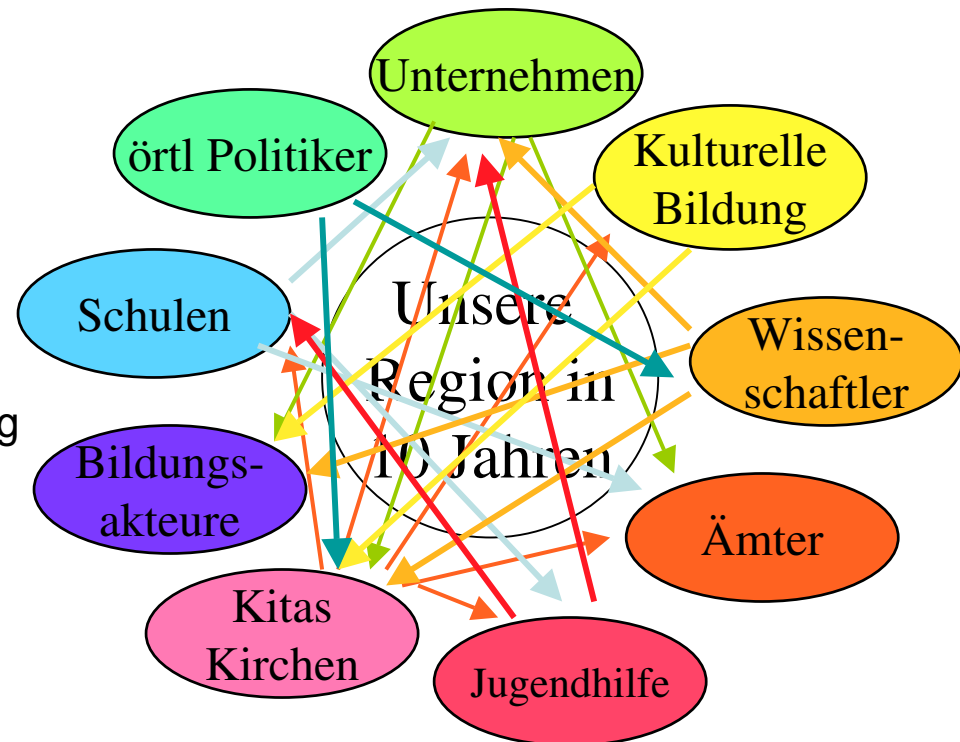 Unternehmen
örtl Politiker
Kulturelle
Bildung
Schulen
Unsere
Region in
10 Jahren
Wissen-
schaftler
g
Bildungs-
akteure
Ämter
Kitas
Kirchen
Jugendhilfe